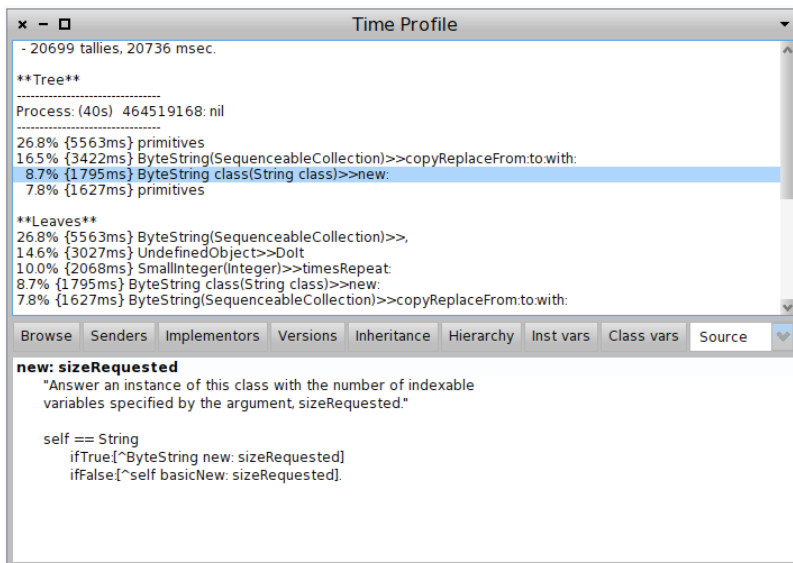 Time Profile
- 20699 tallies, 20736 msec.
**Tree**
--------------------------------
Process: (40s) 464519168: nil
--------------------------------
26.8% {5563ms} primitives
16.5% {3422ms} ByteString(SequenceableCollection)>>copyReplaceFrom:to:with:
8.7% {1795ms} ByteString class(String class)>>new:
7.8% {1627ms} primitives
**Leaves**
26.8% {5563ms} ByteString(SequenceableCollection)>>,
14.6% {3027ms} UndefinedObject>>DoIt
10.0% {2068ms} SmallInteger(Integer)>>timesRepeat:
8.7% {1795ms} ByteString class(String class)>>new:
7.8% {1627ms} ByteString(SequenceableCollection)>>copyReplaceFrom:to:with:
Browse Senders Implementors Versions Inheritance Hierarchy Inst vars Class vars Source
new: sizeRequested
"Answer an instance of this class with the number of indexable
variables specified by the argument, sizeRequested."
self == String
ifTrue:[^ByteString new: sizeRequested]
ifFalse:[^self basicNew: sizeRequested].